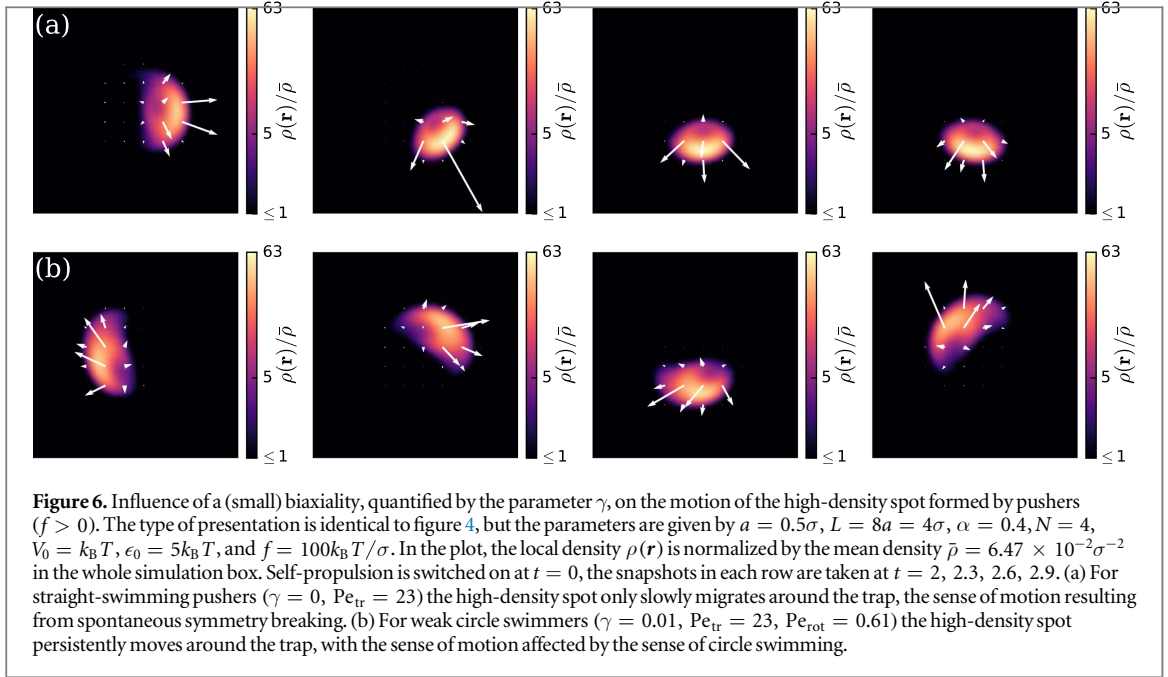 (a)
63
5
≤ 1
ρ(r)/ρ̄
63
5
≤ 1
ρ(r)/ρ̄
63
5
≤ 1
ρ(r)/ρ̄
63
5
≤ 1
ρ(r)/ρ̄
(b)
63
5
≤ 1
ρ(r)/ρ̄
63
5
≤ 1
ρ(r)/ρ̄
63
5
≤ 1
ρ(r)/ρ̄
63
5
≤ 1
ρ(r)/ρ̄
Figure 6. Influence of a (small) biaxiality, quantified by the parameter γ, on the motion of the high-density spot formed by pushers
(f > 0). The type of presentation is identical to figure 4, but the parameters are given by a = 0.5σ, L = 8a = 4σ, α = 0.4, N = 4,
V₀ = k_BT, ϵ₀ = 5k_BT, and f = 100k_BT/σ. In the plot, the local density ρ(r) is normalized by the mean density ρ̄ = 6.47 × 10⁻²σ⁻²
in the whole simulation box. Self-propulsion is switched on at t = 0, the snapshots in each row are taken at t = 2, 2.3, 2.6, 2.9. (a) For
straight-swimming pushers (γ = 0, Pe_tr = 23) the high-density spot only slowly migrates around the trap, the sense of motion resulting
from spontaneous symmetry breaking. (b) For weak circle swimmers (γ = 0.01, Pe_tr = 23, Pe_rot = 0.61) the high-density spot
persistently moves around the trap, with the sense of motion affected by the sense of circle swimming.